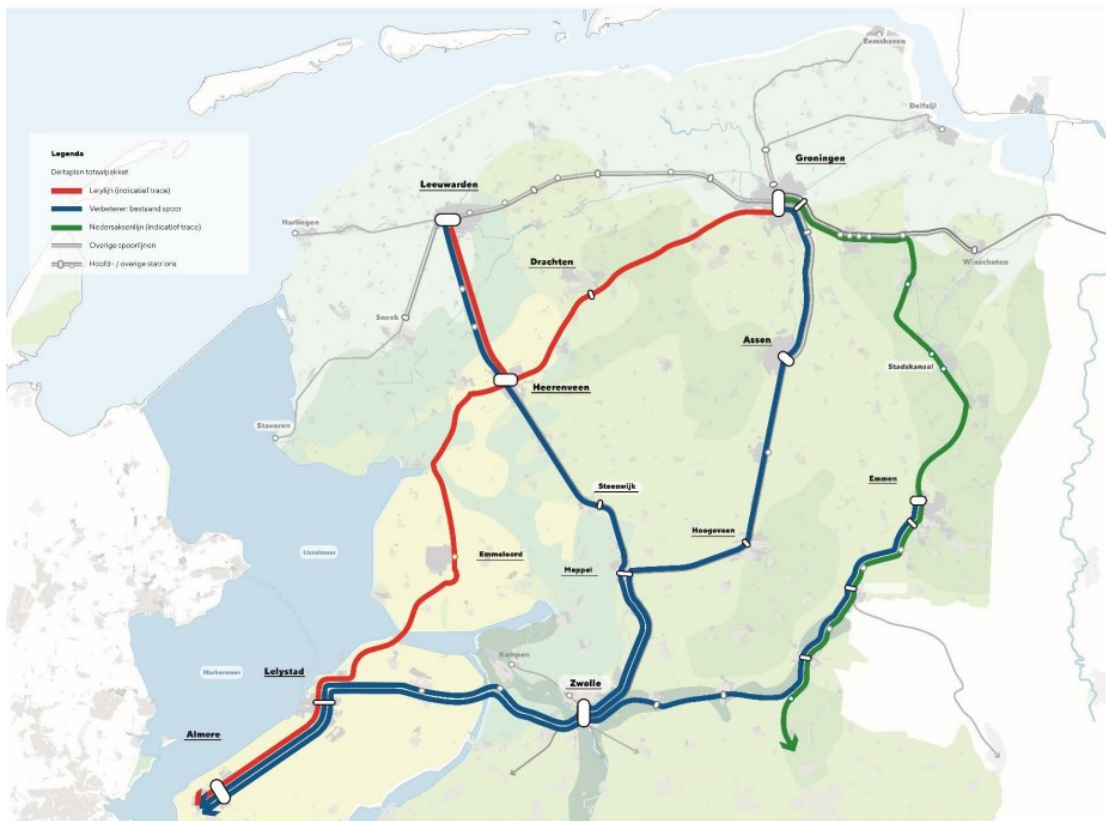 Eemshaven
Delfzijl
Groningen
Legenda
Deltaplan totaalpakket
Lelylijn (indicatief trace)
Verbeteren bestaand spoor
Nedersaksenlijn (indicatief trace)
Overige spoorlijnen
Hoofd- / overige stations
Leeuwarden
Harlingen
Drachten
Winschoten
Sneek
Assen
Stadskanaal
Heerenveen
Stavoren
Emmen
Steenwijk
Hoogeveen
IJsselmeer
Emmeloord
Meppel
Kampen
Markermeer
Lelystad
Zwolle
Almere